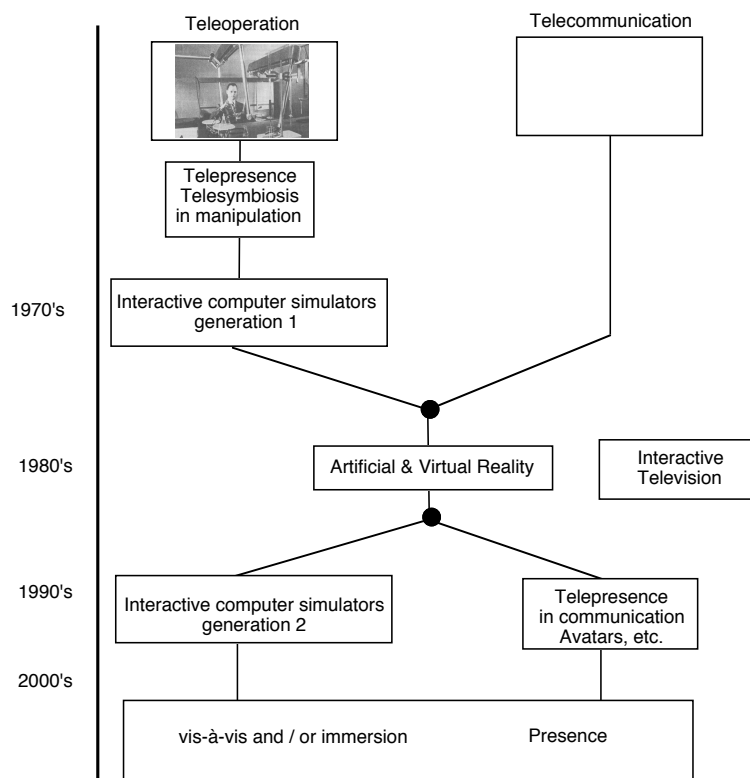 Teleoperation
Telecommunication
Telepresence
Telesymbiosis
in manipulation
1970's
Interactive computer simulators
generation 1
1980's
Artificial & Virtual Reality
Interactive
Television
1990's
Interactive computer simulators
generation 2
Telepresence
in communication
Avatars, etc.
2000's
vis-à-vis and / or immersion
Presence